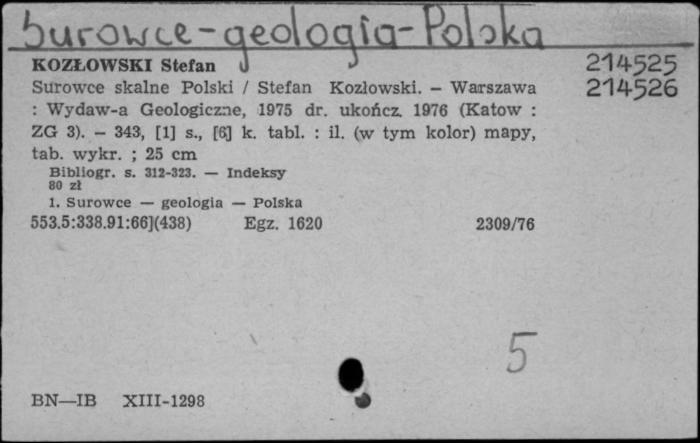 Surowce-geologia-Polska
KOZŁOWSKI Stefan 214525
Surowce skalne Polski / Stefan Kozłowski. – Warszawa 214526
: Wydaw-a Geologiczne, 1975 dr. ukończ. 1976 (Katow :
ZG 3). – 343, [1] s., [6] k. tabl. : il. (w tym kolor) mapy,
tab. wykr. ; 25 cm
Bibliogr. s. 312-323. — Indeksy
80 zł
1. Surowce — geologia — Polska
553.5:338.91:66](438) Egz. 1620 2309/76
5
BN—IB XIII-1298